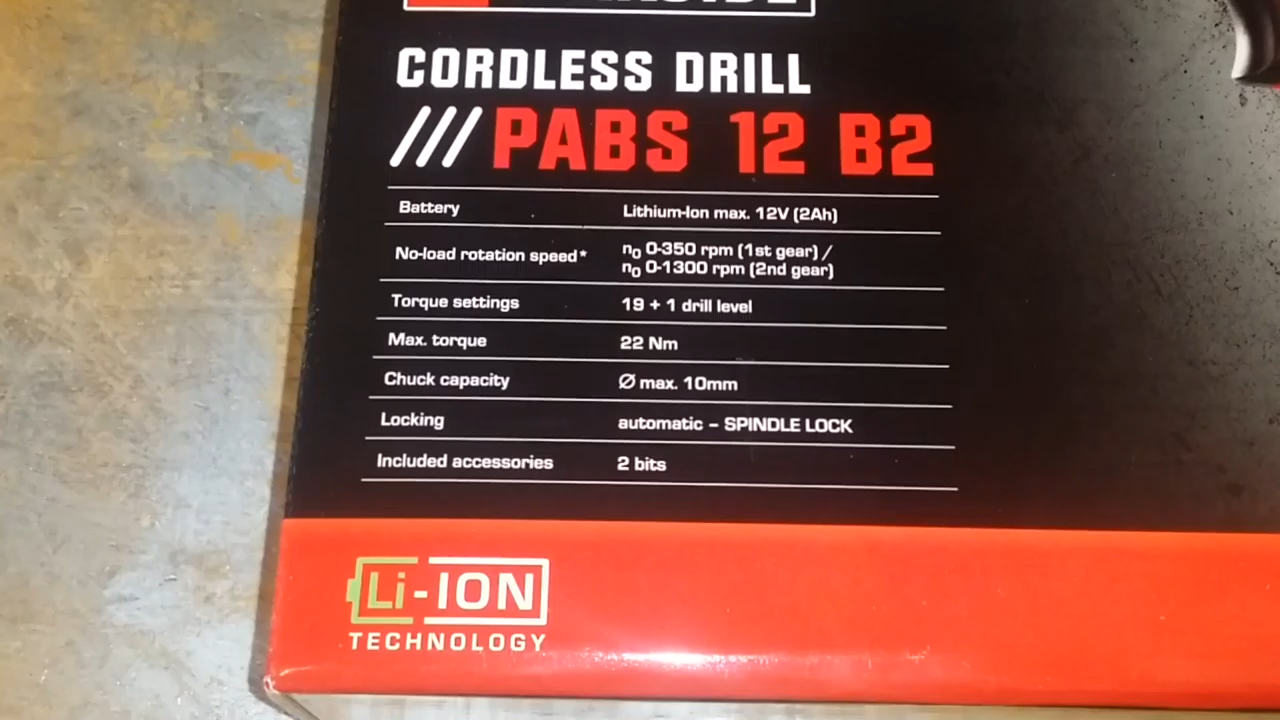 CORDLESS DRILL
/// PABS 12 B2
Battery Lithium-Ion max. 12V (2Ah)
No-load rotation speed* n0 0-350 rpm (1st gear) /
n0 0-1300 rpm (2nd gear)
Torque settings 19 + 1 drill level
Max. torque 22 Nm
Chuck capacity Ø max. 10mm
Locking automatic – SPINDLE LOCK
Included accessories 2 bits
Li-ION
TECHNOLOGY